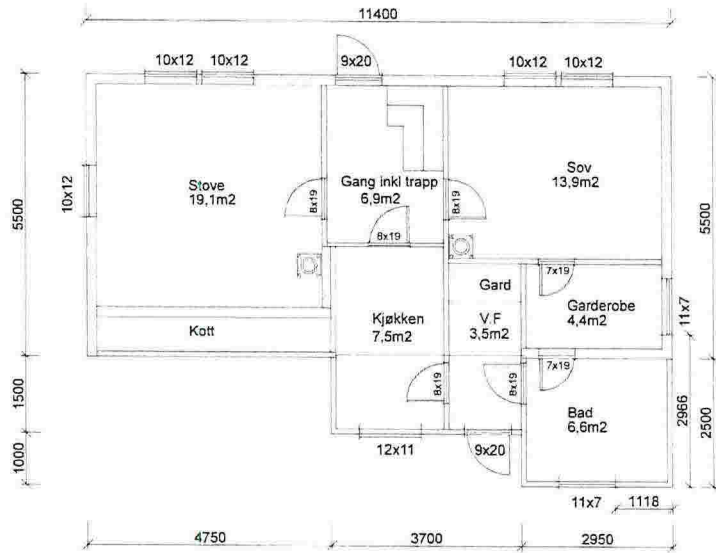 11400
10x12 10x12
9x20
10x12 10x12
5500
10x12
Stove
19,1m2
8x19
Gang inkl trapp
6,9m2
8x19
8x19
Sov
13,9m2
5500
7x19
Gard
Garderobe
4,4m2
11x7
Kott
Kjøkken
7,5m2
V.F
3,5m2
1500
8x19
8x19
7x19
Bad
6,6m2
2966
2500
1000
12x11
9x20
11x7
1118
4750
3700
2950